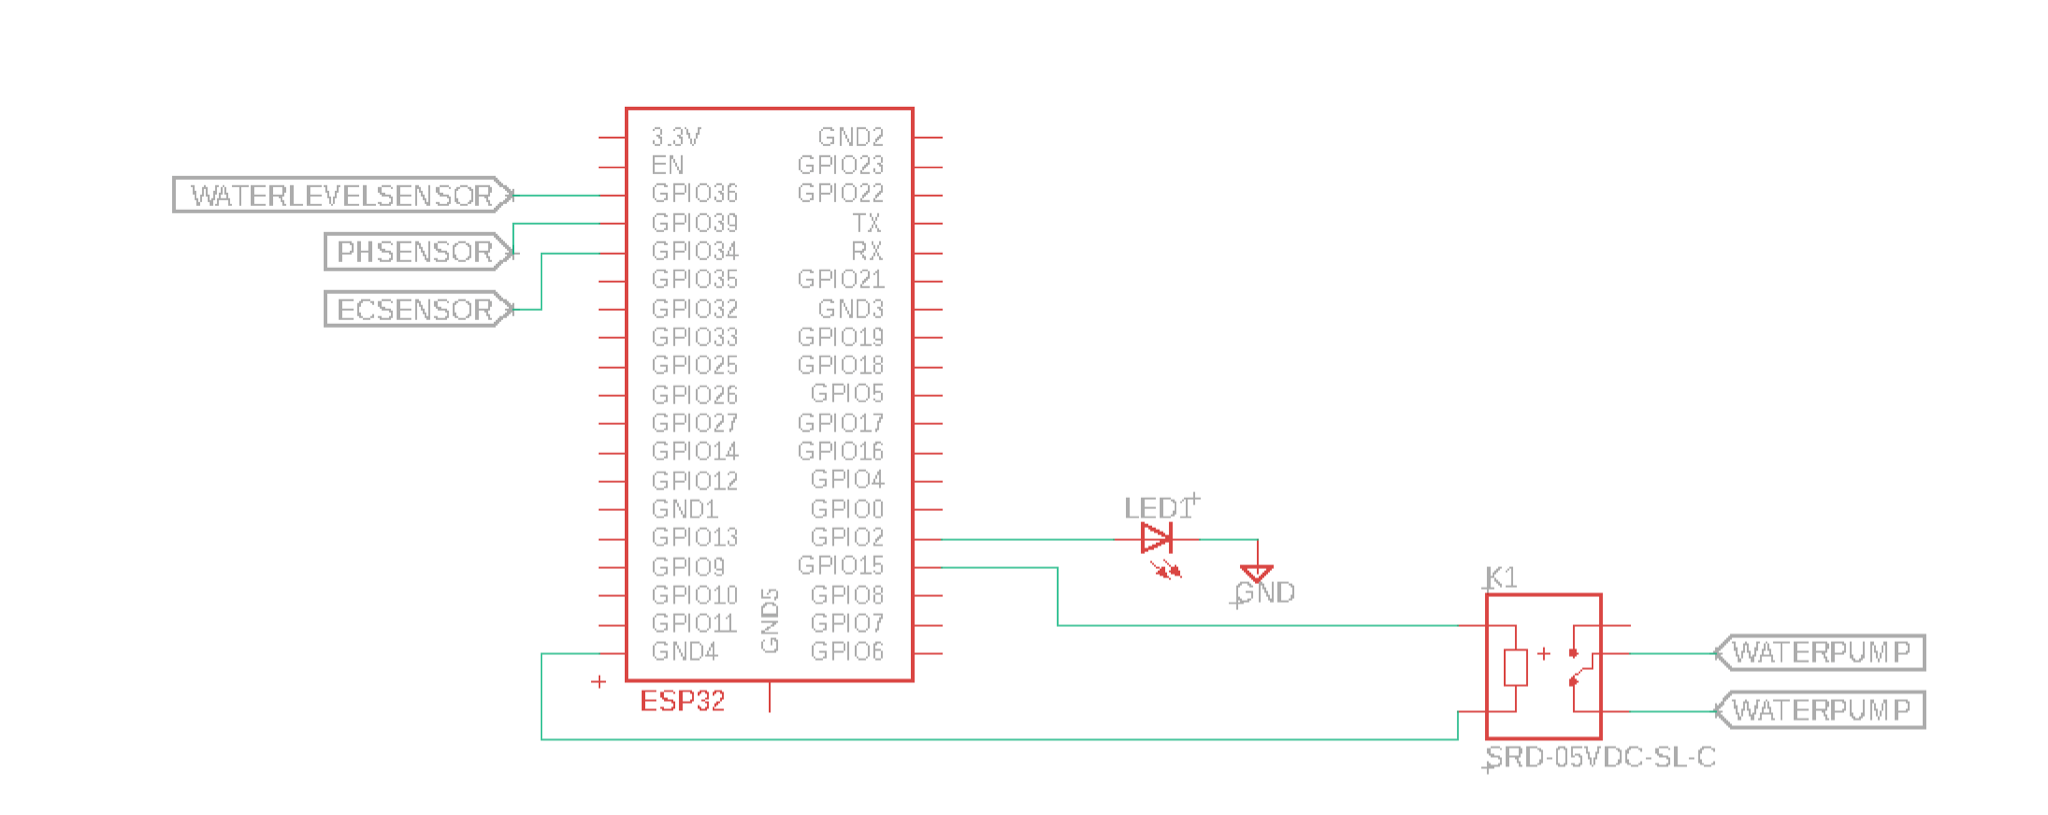 WATERLEVELSENSOR
PHSENSOR
ECSENSOR
3.3V
EN
GPIO36
GPIO39
GPIO34
GPIO35
GPIO32
GPIO33
GPIO25
GPIO26
GPIO27
GPIO14
GPIO12
GND1
GPIO13
GPIO9
GPIO10
GPIO11
GND4
GND5
GND2
GPIO23
GPIO22
TX
RX
GPIO21
GND3
GPIO19
GPIO18
GPIO5
GPIO17
GPIO16
GPIO4
GPIO0
GPIO2
GPIO15
GPIO8
GPIO7
GPIO6
ESP32
LED1
GND
K1
WATERPUMP
WATERPUMP
SRD-05VDC-SL-C